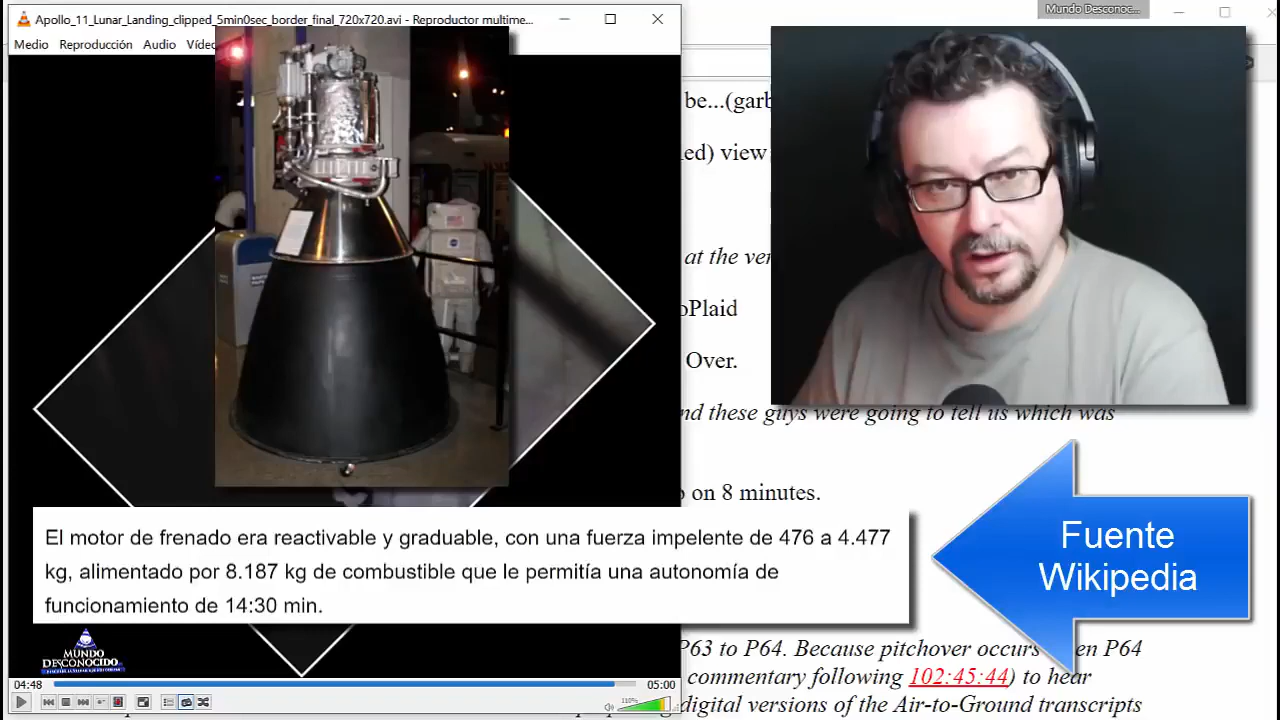 Apollo_11_Lunar_Landing_clipped_5min0sec_border_final_720x720.avi - Reproductor multime...
Mundo Desconoc...
Medio Reproducción Audio Víde
be...(garb
ed) view
at the ver
oPlaid
Over.
nd these guys were going to tell us which was
on 8 minutes.
El motor de frenado era reactivable y graduable, con una fuerza impelente de 476 a 4.477
kg, alimentado por 8.187 kg de combustible que le permitía una autonomía de
funcionamiento de 14:30 min.
Fuente
Wikipedia
P63 to P64. Because pitchover occurs
en P64
commentary following 102:45:44) to hear
digital versions of the Air-to-Ground transcripts
MUNDO
DESCONOCIDO
04:48
05:00
110%